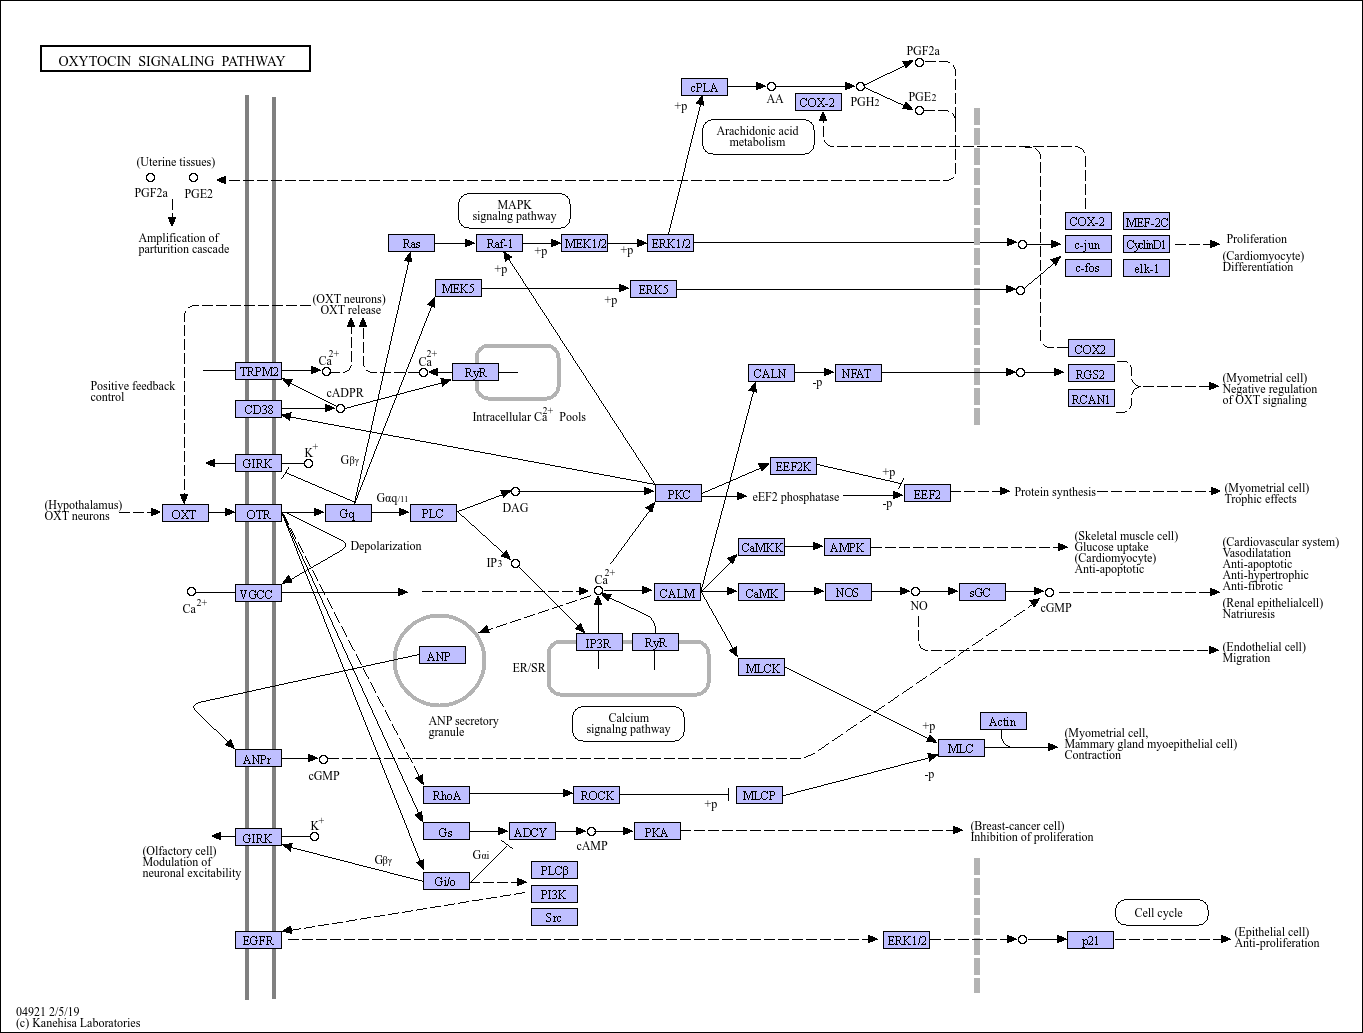 OXYTOCIN SIGNALING PATHWAY
PGF2a
cPLA
+p
AA
COX-2
PGH2
PGE2
Arachidonic acid
metabolism
(Uterine tissues)
PGF2a
PGE2
Amplification of
parturition cascade
MAPK
signalng pathway
Ras
Raf-1
+p
MEK1/2
+p
ERK1/2
+p
COX-2
MEF-2C
c-jun
CyclinD1
c-fos
elk-1
Proliferation
(Cardiomyocyte)
Differentiation
MEK5
+p
ERK5
(OXT neurons)
OXT release
TRPM2
Ca2+
Ca2+
RyR
cADPR
CD38
Intracellular Ca2+ Pools
Positive feedback
control
CALN
-p
NFAT
COX2
RGS2
RCAN1
(Myometrial cell)
Negative regulation
of OXT signaling
GIRK
K+
Gβγ
Gαq/11
(Hypothalamus)
OXT neurons
OXT
OTR
Gq
PLC
DAG
PKC
EEF2K
+p
eEF2 phosphatase
-p
EEF2
Protein synthesis
(Myometrial cell)
Trophic effects
Depolarization
IP3
Ca2+
VGCC
Ca2+
CALM
CaMKK
AMPK
(Skeletal muscle cell)
Glucose uptake
(Cardiomyocyte)
Anti-apoptotic
CaMK
NOS
NO
sGC
cGMP
(Cardiovascular system)
Vasodilatation
Anti-apoptotic
Anti-hypertrophic
Anti-fibrotic
(Renal epithelialcell)
Natriuresis
(Endothelial cell)
Migration
ANP
IP3R
RyR
ER/SR
MLCK
ANP secretory
granule
Calcium
signalng pathway
+p
Actin
MLC
-p
(Myometrial cell,
Mammary gland myoepithelial cell)
Contraction
ANPr
cGMP
RhoA
ROCK
+p
MLCP
GIRK
K+
Gs
ADCY
cAMP
PKA
(Breast-cancer cell)
Inhibition of proliferation
(Olfactory cell)
Modulation of
neuronal excitability
Gβγ
Gαi
Gi/o
PLCβ
PI3K
Src
EGFR
ERK1/2
p21
Cell cycle
(Epithelial cell)
Anti-proliferation
04921 2/5/19
(c) Kanehisa Laboratories